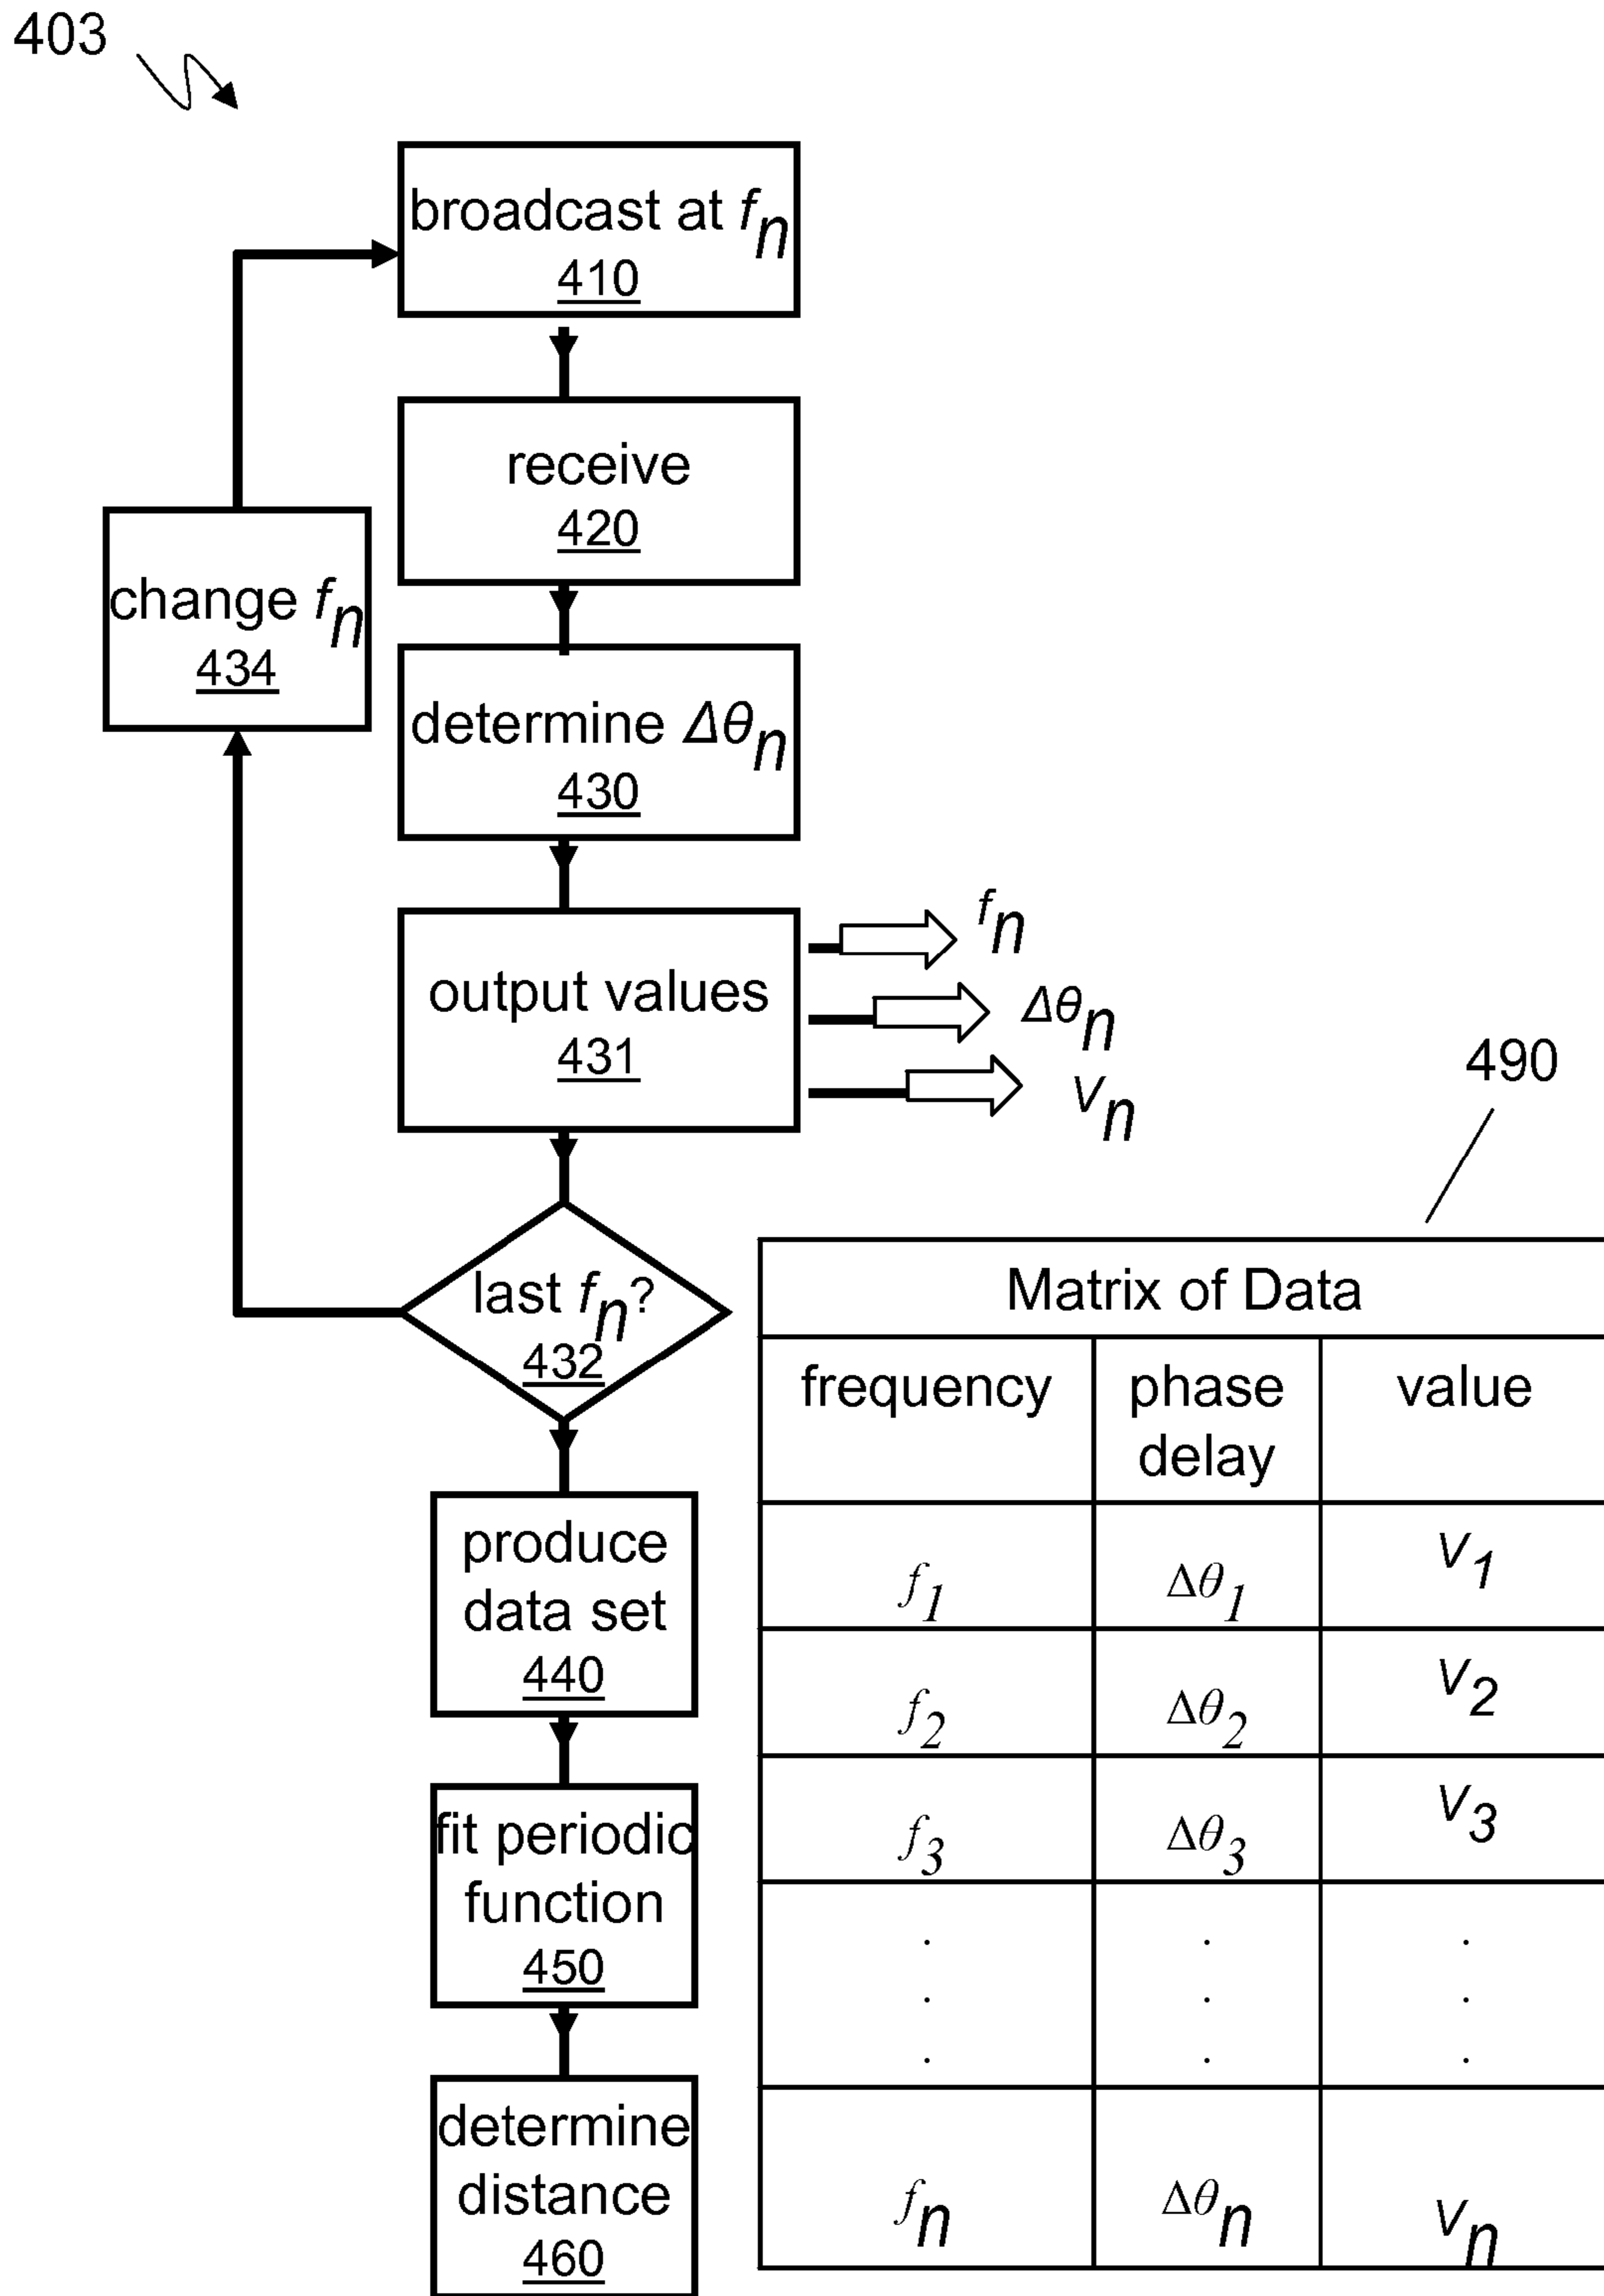 403
broadcast at fn
410
receive
420
change fn
434
determine Δθn
430
output values
431
fn
Δθn
vn
last fn?
432
produce
data set
440
fit periodic
function
450
determine
distance
460
490
Matrix of Data
frequency phase delay value
f1 Δθ1 v1
f2 Δθ2 v2
f3 Δθ3 v3
. . .
. . .
. . .
fn Δθn vn